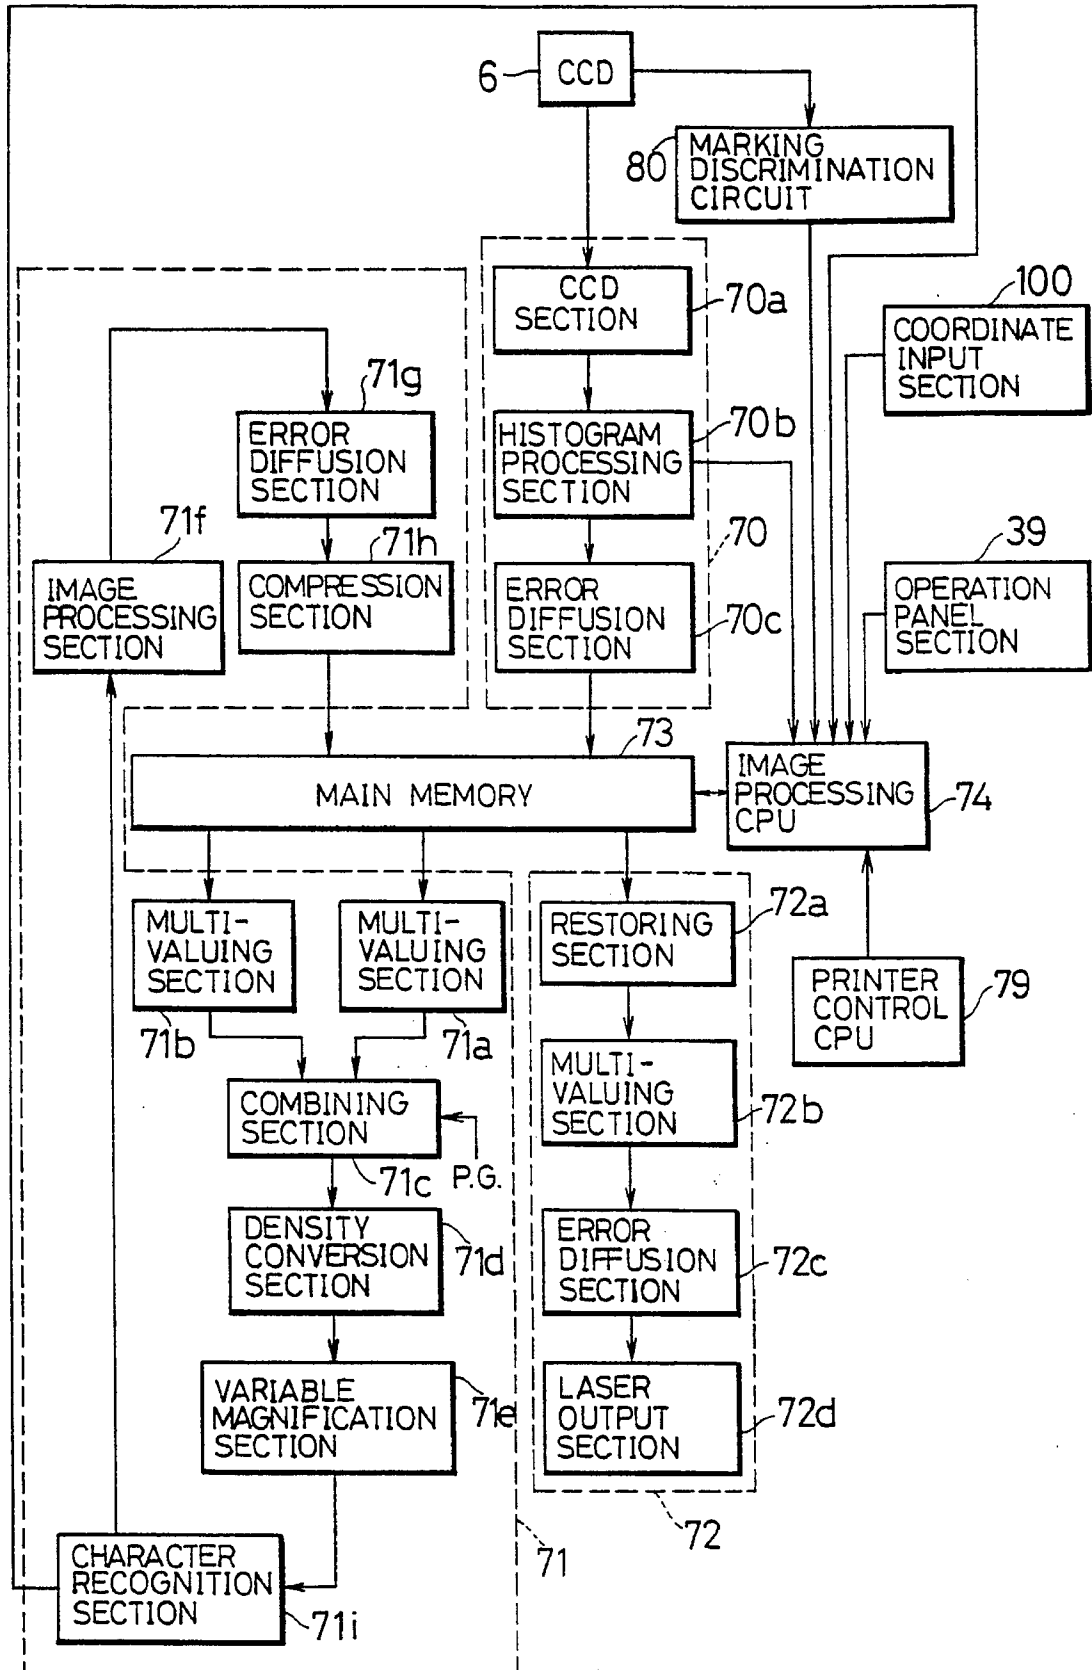 CCD
6
MARKING
DISCRIMINATION
CIRCUIT
80
CCD
SECTION
70a
100
COORDINATE
INPUT
SECTION
71g
ERROR
DIFFUSION
SECTION
HISTOGRAM
PROCESSING
SECTION
70b
70
71f
IMAGE
PROCESSING
SECTION
71h
COMPRESSION
SECTION
ERROR
DIFFUSION
SECTION
70c
39
OPERATION
PANEL
SECTION
73
MAIN MEMORY
IMAGE
PROCESSING
CPU
74
MULTI-
VALUING
SECTION
71b
MULTI-
VALUING
SECTION
71a
RESTORING
SECTION
72a
PRINTER
CONTROL
CPU
79
COMBINING
SECTION
71c
P.G.
MULTI-
VALUING
SECTION
72b
DENSITY
CONVERSION
SECTION
71d
ERROR
DIFFUSION
SECTION
72c
VARIABLE
MAGNIFICATION
SECTION
71e
LASER
OUTPUT
SECTION
72d
72
71
CHARACTER
RECOGNITION
SECTION
71i